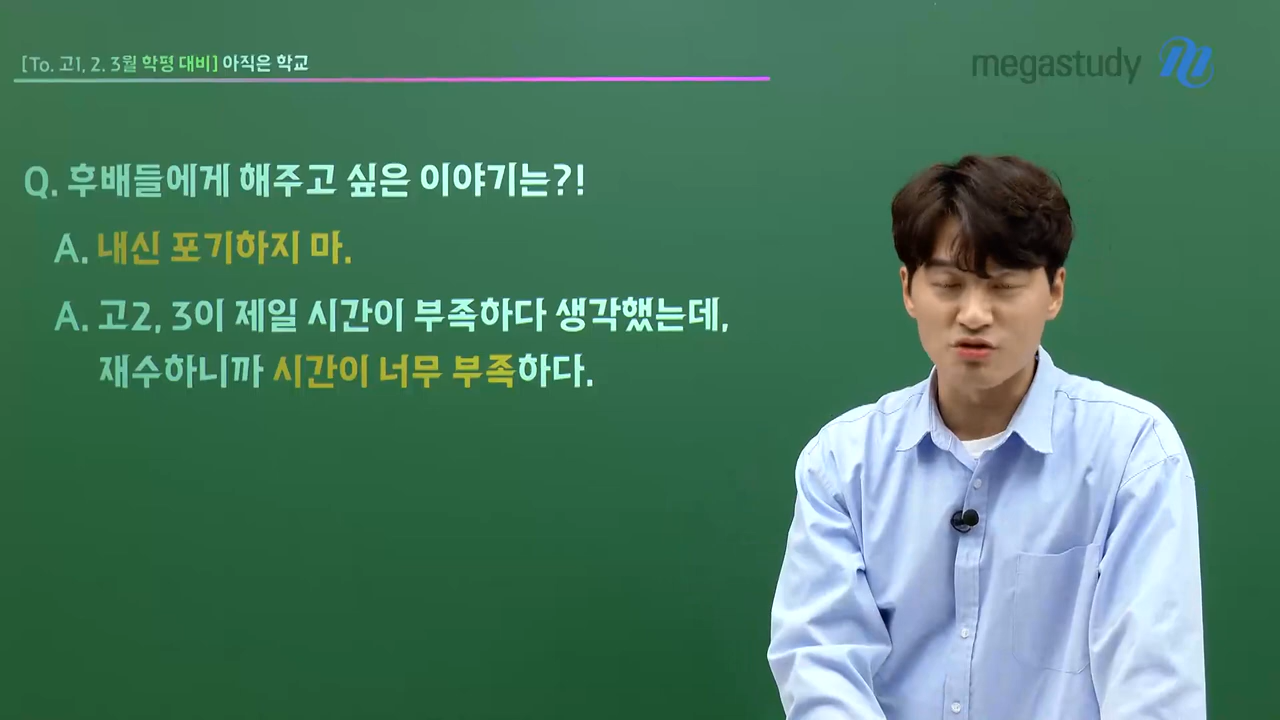 [To. 고1, 2. 3월 학평 대비] 아직은 학교
megastudy
Q. 후배들에게 해주고 싶은 이야기는?!
A. 내신 포기하지 마.
A. 고2, 3이 제일 시간이 부족하다 생각했는데,
재수하니까 시간이 너무 부족하다.